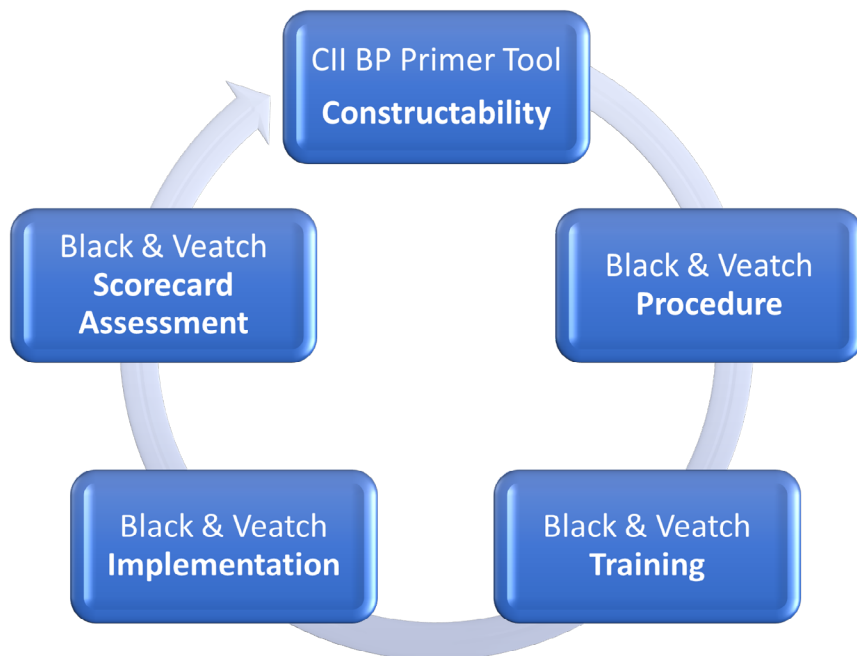 CII BP Primer Tool
Constructability
Black & Veatch
Procedure
Black & Veatch
Training
Black & Veatch
Implementation
Black & Veatch
Scorecard
Assessment